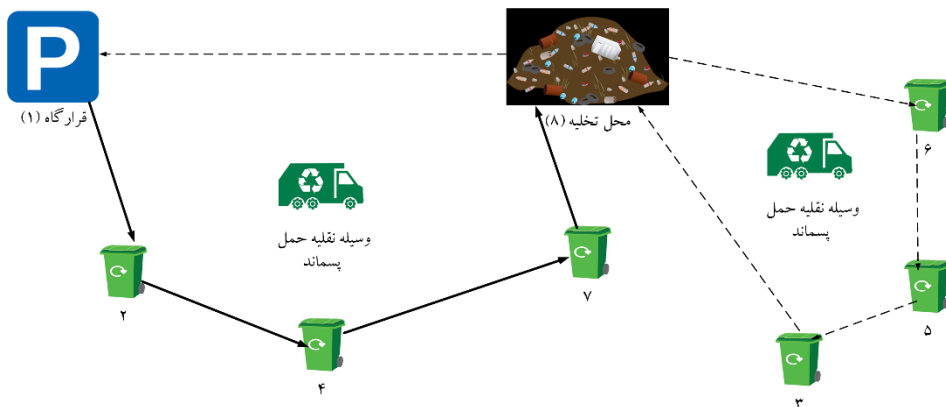 P
قرارگاه (۱)
محل تخلیه (۸)
۶
وسیله نقلیه حمل
پسماند
وسیله نقلیه حمل
پسماند
۲
۷
۵
۴
۳